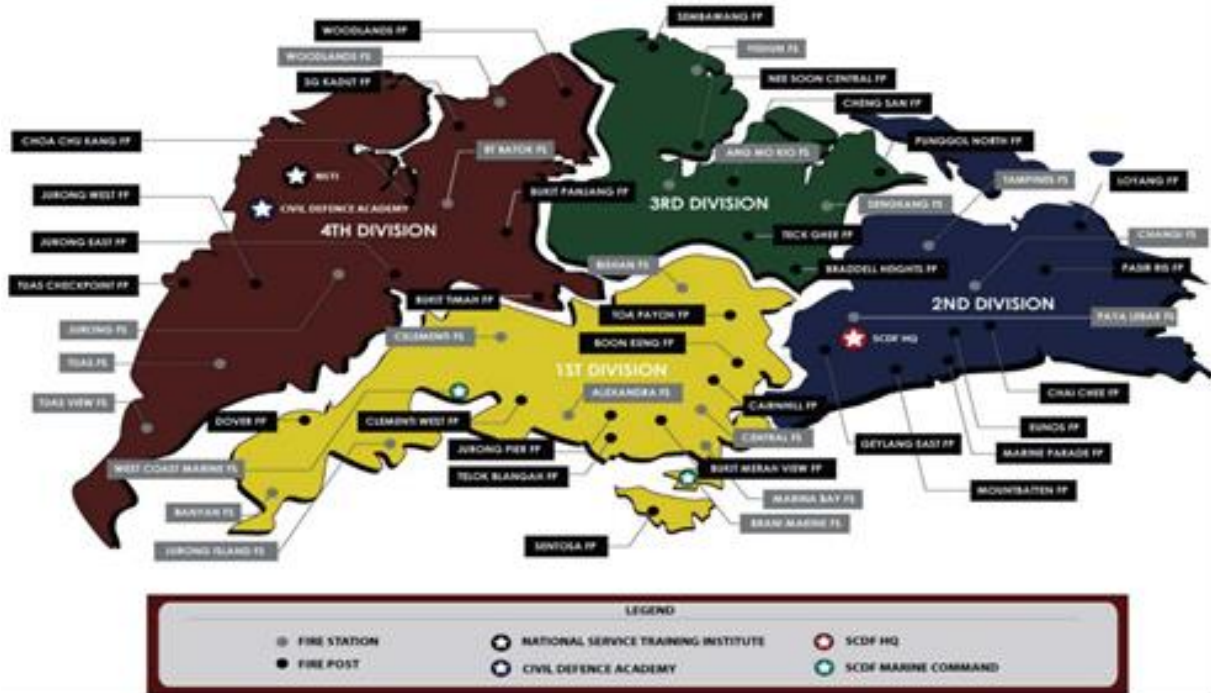 WOODLANDS FP
SEMBAWANG FP
WOODLANDS FS
YISHUN FS
SG KADUT FP
NEE SOON CENTRAL FP
CHENG SAN FP
CHOA CHU KANG FP
BT BATOK FS
ANG MO KIO FS
PUNGGOL NORTH FP
NSTI
TAMPINES FS
LOYANG FP
JURONG WEST FP
BUKIT PANJANG FP
3RD DIVISION
SENGKANG FS
CIVIL DEFENCE ACADEMY
4TH DIVISION
TECK GHEE FP
CHANGI FS
JURONG EAST FP
BISHAN FS
BRADDELL HEIGHTS FP
PASIR RIS FP
TUAS CHECKPOINT FP
BUKIT TIMAH FP
2ND DIVISION
TOA PAYOH FP
PAYA LEBAR FS
JURONG FS
CLEMENTI FS
SCDF HQ
BOON KENG FP
TUAS FS
1ST DIVISION
ALEXANDRA FS
CHAI CHEE FP
TUAS VIEW FS
CAIRNHILL FP
DOVER FP
CLEMENTI WEST FP
EUNOS FP
CENTRAL FS
GEYLANG EAST FP
JURONG PIER FP
MARINE PARADE FP
WEST COAST MARINE FS
BUKIT MERAH VIEW FP
TELOK BLANGAH FP
MOUNTBATTEN FP
MARINA BAY FS
BANYAN FS
BRANI MARINE FS
SENTOSA FP
JURONG ISLAND FS
LEGEND
FIRE STATION
NATIONAL SERVICE TRAINING INSTITUTE
SCDF HQ
FIRE POST
CIVIL DEFENCE ACADEMY
SCDF MARINE COMMAND